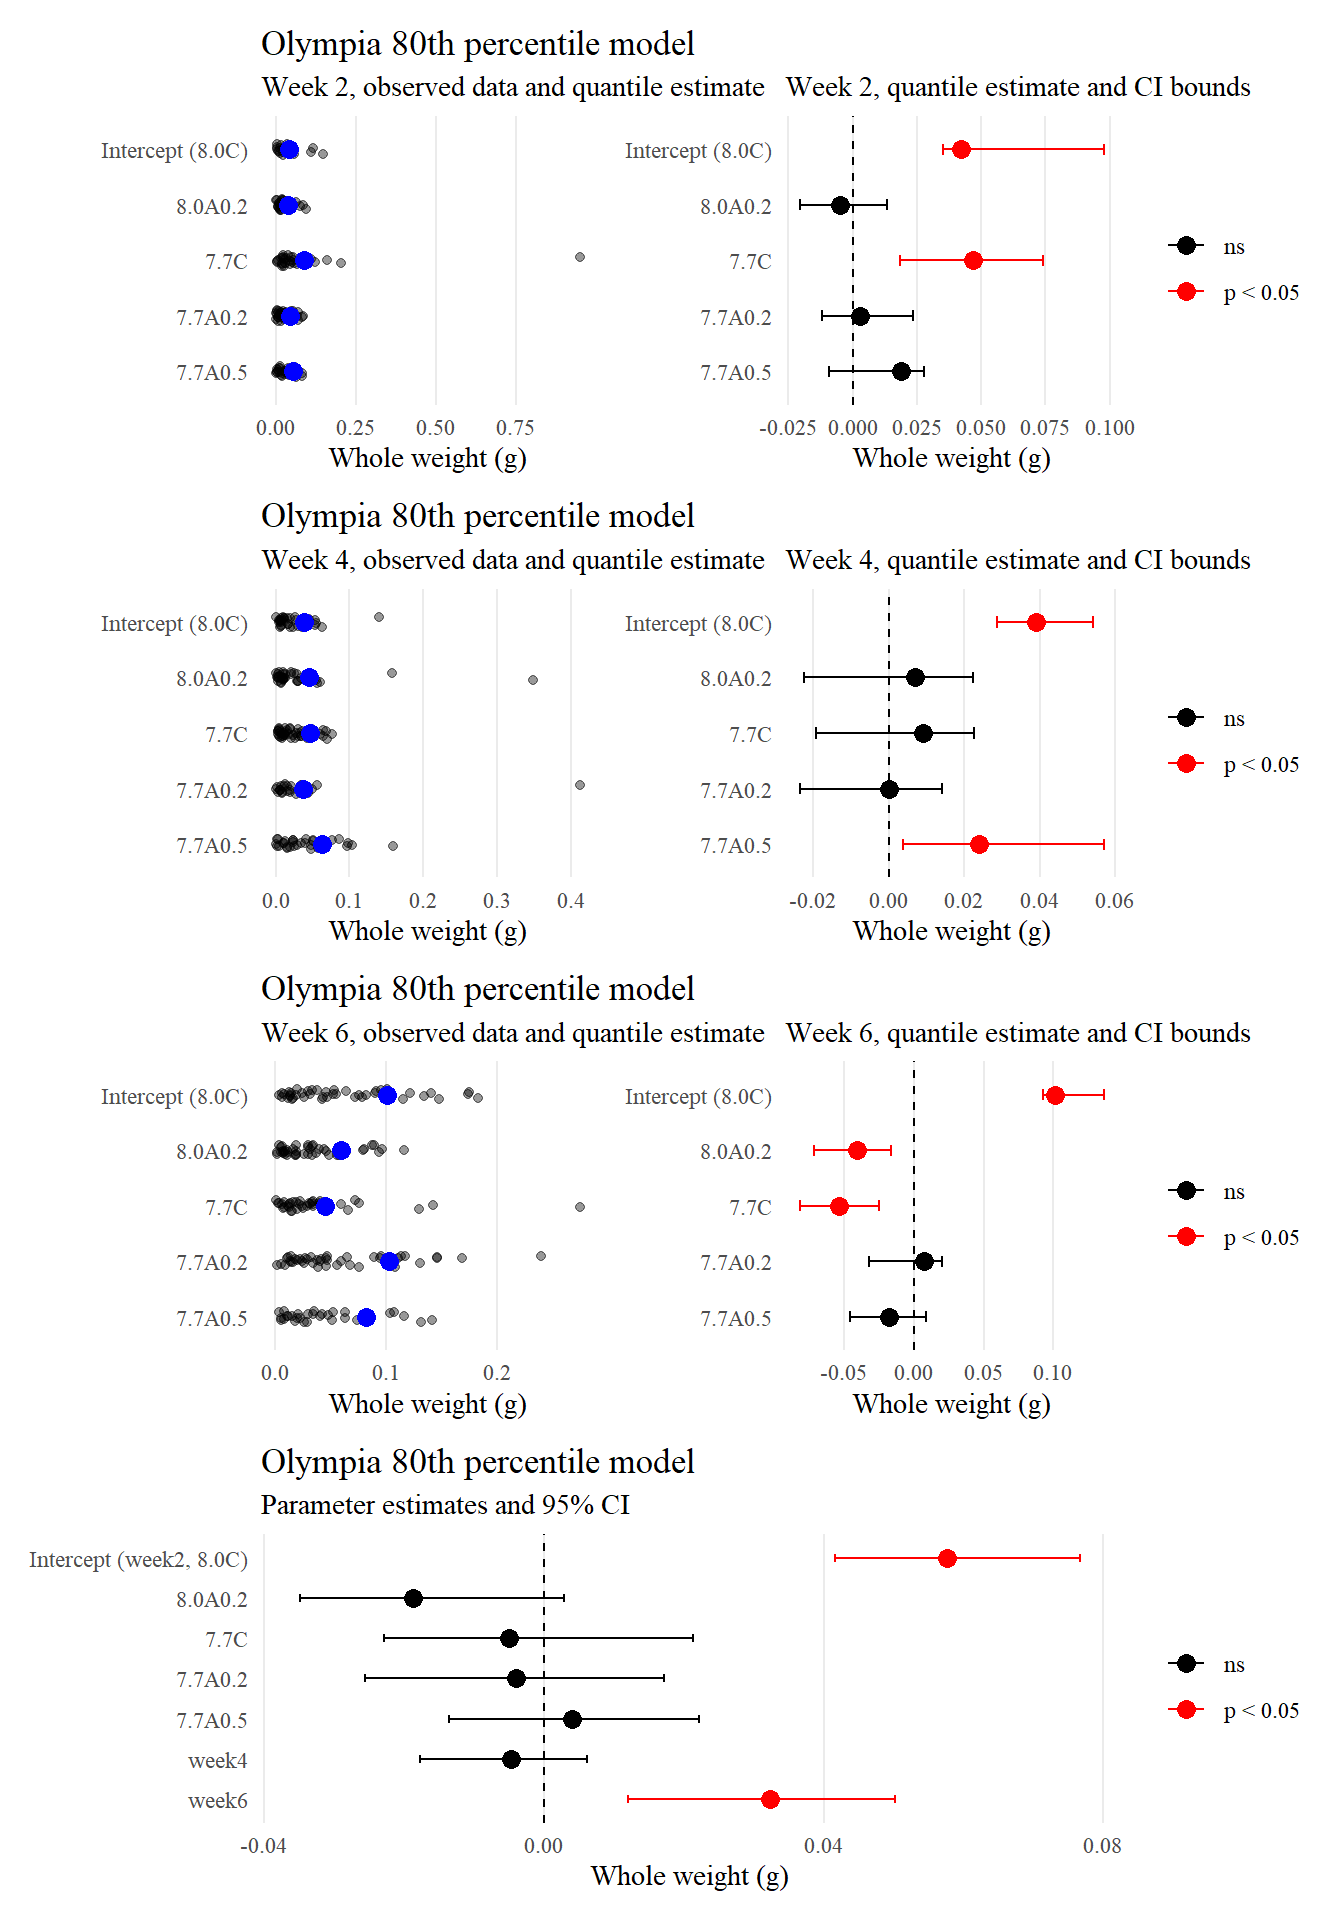 Olympia 80th percentile model
Week 2, observed data and quantile estimate
Intercept (8.0C)
8.0A0.2
7.7C
7.7A0.2
7.7A0.5
0.00 0.25 0.50 0.75
Whole weight (g)
Week 2, quantile estimate and CI bounds
Intercept (8.0C)
8.0A0.2
7.7C
7.7A0.2
7.7A0.5
-0.025 0.000 0.025 0.050 0.075 0.100
Whole weight (g)
ns
p < 0.05
Olympia 80th percentile model
Week 4, observed data and quantile estimate
Intercept (8.0C)
8.0A0.2
7.7C
7.7A0.2
7.7A0.5
0.0 0.1 0.2 0.3 0.4
Whole weight (g)
Week 4, quantile estimate and CI bounds
Intercept (8.0C)
8.0A0.2
7.7C
7.7A0.2
7.7A0.5
-0.02 0.00 0.02 0.04 0.06
Whole weight (g)
ns
p < 0.05
Olympia 80th percentile model
Week 6, observed data and quantile estimate
Intercept (8.0C)
8.0A0.2
7.7C
7.7A0.2
7.7A0.5
0.0 0.1 0.2
Whole weight (g)
Week 6, quantile estimate and CI bounds
Intercept (8.0C)
8.0A0.2
7.7C
7.7A0.2
7.7A0.5
-0.05 0.00 0.05 0.10
Whole weight (g)
ns
p < 0.05
Olympia 80th percentile model
Parameter estimates and 95% CI
Intercept (week2, 8.0C)
8.0A0.2
7.7C
7.7A0.2
7.7A0.5
week4
week6
-0.04 0.00 0.04 0.08
Whole weight (g)
ns
p < 0.05